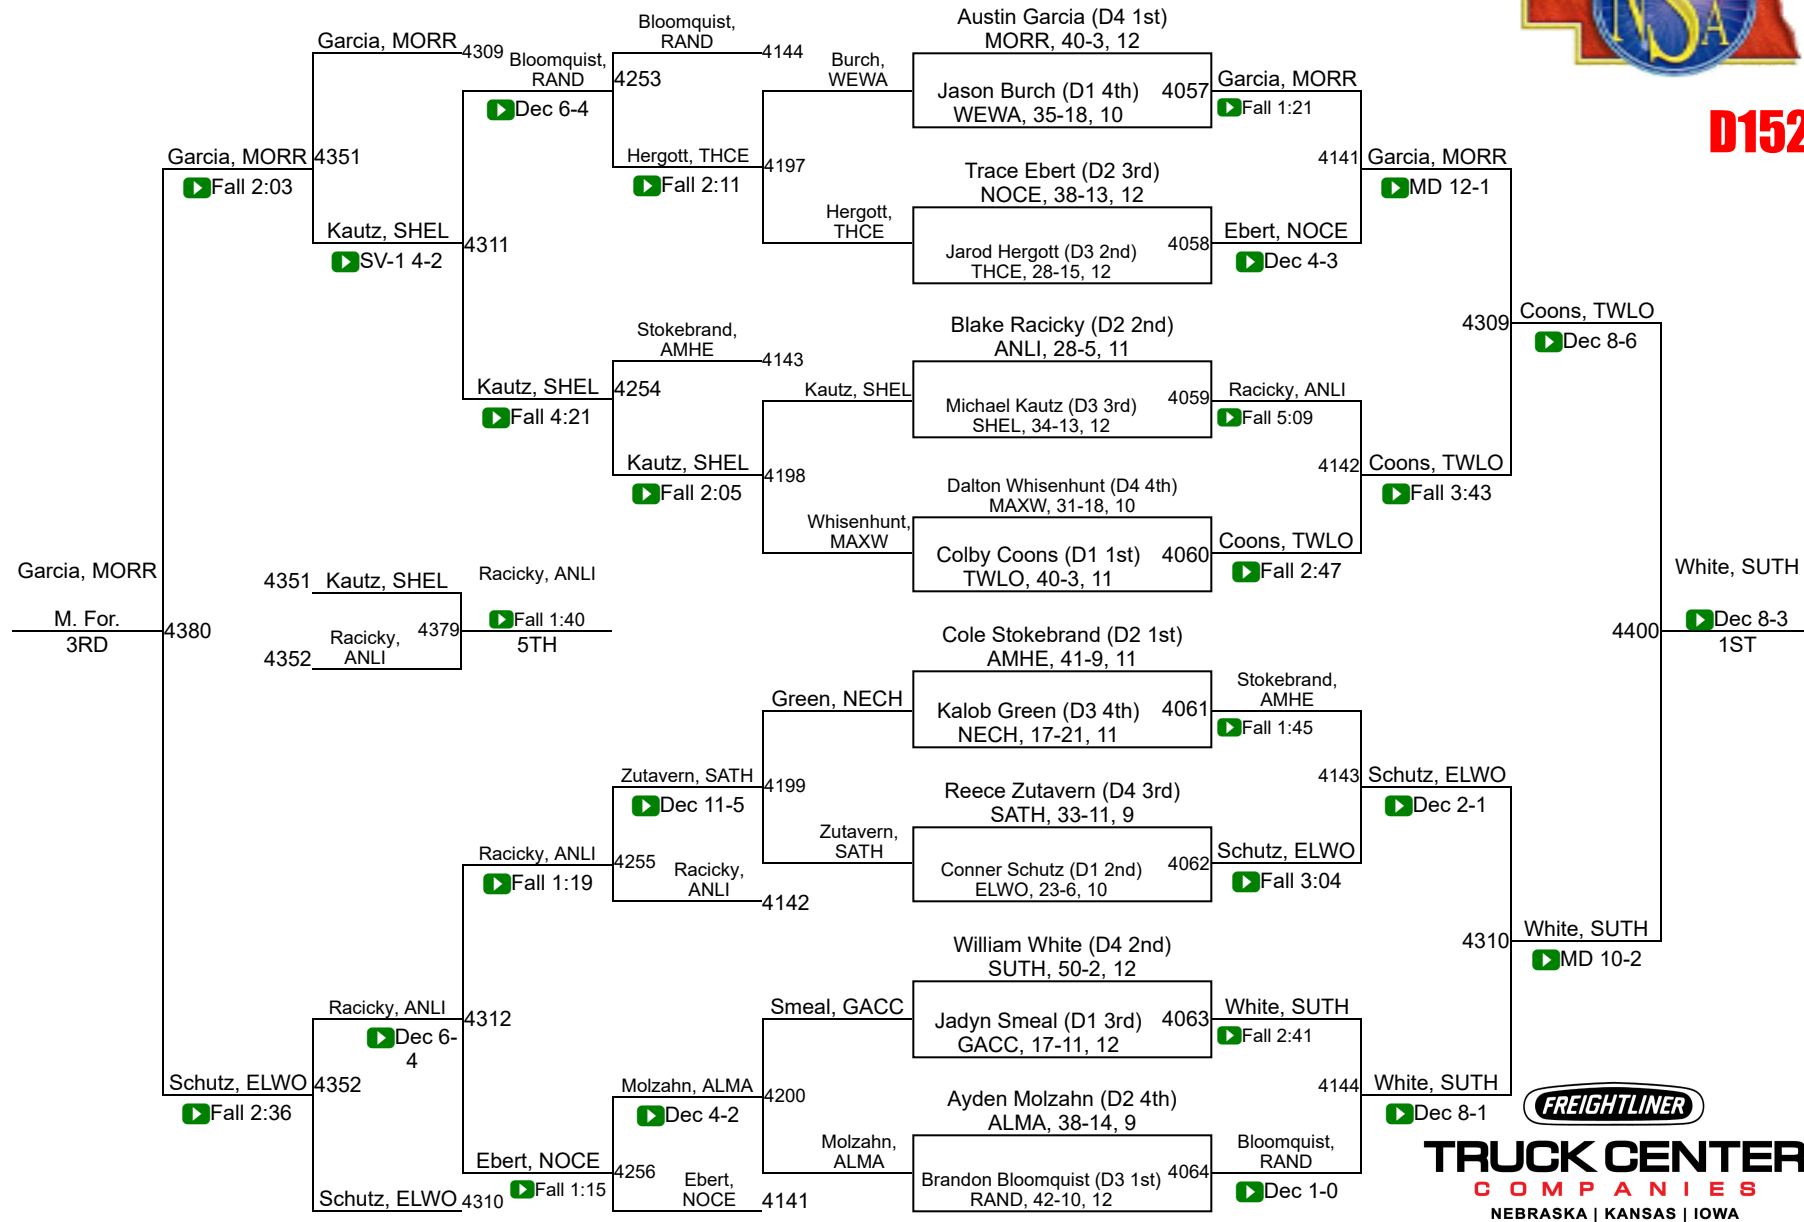 NSA
D152
Garcia, MORR
4309
Bloomquist,
RAND
Dec 6-4
Bloomquist,
RAND
4144
4253
Hergott, THCE
Fall 2:11
4197
Garcia, MORR
Fall 2:03
4351
Kautz, SHEL
SV-1 4-2
4311
Stokebrand,
AMHE
4143
Kautz, SHEL
Fall 4:21
4254
Kautz, SHEL
Fall 2:05
4198
Burch,
WEWA
Hergott,
THCE
Kautz, SHEL
Whisenhunt,
MAXW
Austin Garcia (D4 1st)
MORR, 40-3, 12
Jason Burch (D1 4th)
WEWA, 35-18, 10
4057
Garcia, MORR
Fall 1:21
Trace Ebert (D2 3rd)
NOCE, 38-13, 12
Jarod Hergott (D3 2nd)
THCE, 28-15, 12
4058
Ebert, NOCE
Dec 4-3
4141
Garcia, MORR
MD 12-1
Blake Racicky (D2 2nd)
ANLI, 28-5, 11
Michael Kautz (D3 3rd)
SHEL, 34-13, 12
4059
Racicky, ANLI
Fall 5:09
Dalton Whisenhunt (D4 4th)
MAXW, 31-18, 10
Colby Coons (D1 1st)
TWLO, 40-3, 11
4060
Coons, TWLO
Fall 2:47
4142
Coons, TWLO
Fall 3:43
4309
Coons, TWLO
Dec 8-6
Garcia, MORR
M. For.
3RD
4380
4351
Kautz, SHEL
4352
Racicky,
ANLI
4379
Racicky, ANLI
Fall 1:40
5TH
4400
White, SUTH
Dec 8-3
1ST
Cole Stokebrand (D2 1st)
AMHE, 41-9, 11
Kalob Green (D3 4th)
NECH, 17-21, 11
4061
Stokebrand,
AMHE
Fall 1:45
Reece Zutavern (D4 3rd)
SATH, 33-11, 9
Conner Schutz (D1 2nd)
ELWO, 23-6, 10
4062
Schutz, ELWO
Fall 3:04
4143
Schutz, ELWO
Dec 2-1
William White (D4 2nd)
SUTH, 50-2, 12
Jadyn Smeal (D1 3rd)
GACC, 17-11, 12
4063
White, SUTH
Fall 2:41
Ayden Molzahn (D2 4th)
ALMA, 38-14, 9
Brandon Bloomquist (D3 1st)
RAND, 42-10, 12
4064
Bloomquist,
RAND
Dec 1-0
4144
White, SUTH
Dec 8-1
4310
White, SUTH
MD 10-2
Green, NECH
Zutavern,
SATH
Smeal, GACC
Molzahn,
ALMA
Zutavern, SATH
Dec 11-5
4199
Racicky, ANLI
Fall 1:19
4255
Racicky,
ANLI
4142
Racicky, ANLI
Dec 6-
4
4312
Molzahn, ALMA
Dec 4-2
4200
Schutz, ELWO
Fall 2:36
4352
Ebert, NOCE
Fall 1:15
4256
Ebert,
NOCE
4141
Schutz, ELWO
4310
FREIGHTLINER
TRUCK CENTER
COMPANIES
NEBRASKA | KANSAS | IOWA